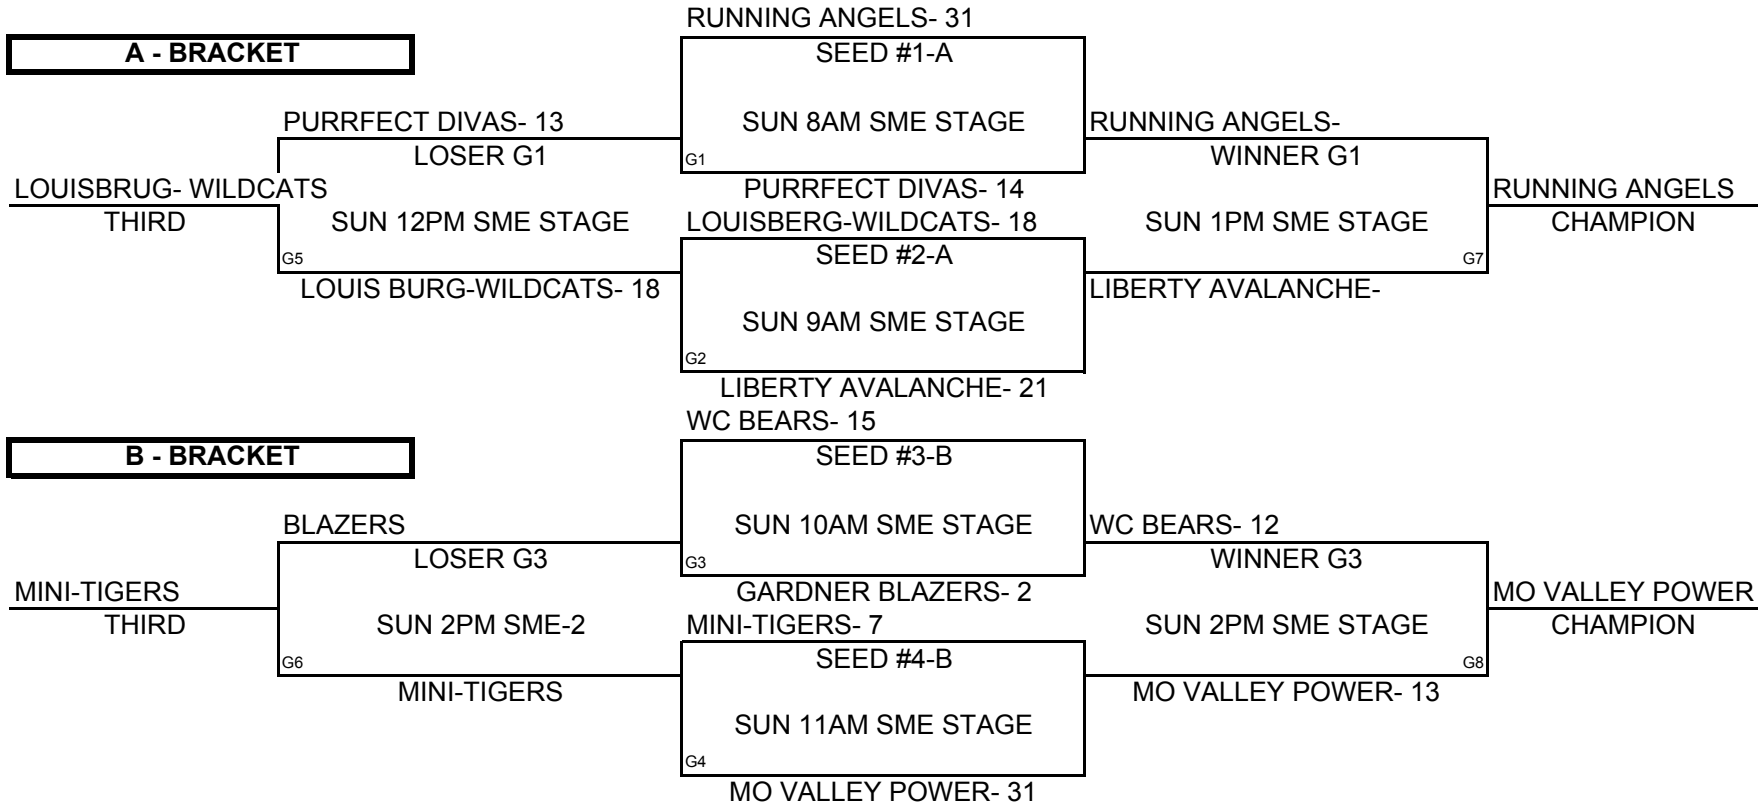 RUNNING ANGELS- 31
A - BRACKET
SEED #1-A
PURRFECT DIVAS- 13
SUN 8AM SME STAGE
RUNNING ANGELS-
LOSER G1
G1
WINNER G1
LOUISBRUG- WILDCATS
PURRFECT DIVAS- 14
RUNNING ANGELS
THIRD
SUN 12PM SME STAGE
LOUISBERG-WILDCATS- 18
SUN 1PM SME STAGE
CHAMPION
G5
SEED #2-A
G7
LOUIS BURG-WILDCATS- 18
LIBERTY AVALANCHE-
SUN 9AM SME STAGE
G2
LIBERTY AVALANCHE- 21
WC BEARS- 15
B - BRACKET
SEED #3-B
BLAZERS
SUN 10AM SME STAGE
WC BEARS- 12
LOSER G3
G3
WINNER G3
MINI-TIGERS
GARDNER BLAZERS- 2
MO VALLEY POWER
THIRD
SUN 2PM SME-2
MINI-TIGERS- 7
SUN 2PM SME STAGE
CHAMPION
G6
SEED #4-B
G8
MINI-TIGERS
MO VALLEY POWER- 13
SUN 11AM SME STAGE
G4
MO VALLEY POWER- 31